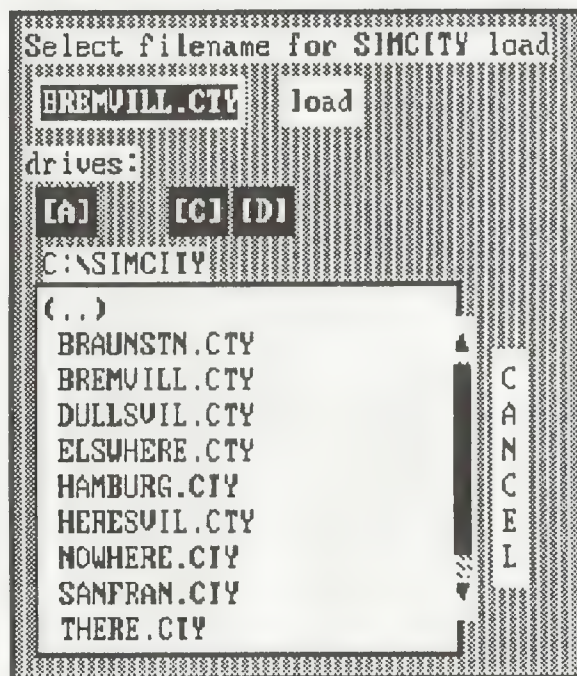 Select filename for SIMCITY load
BREMVILL.CTY load
drives:
[A] [C] [D]
C:\SIMCITY
(..)
BRAUNSTN.CTY
BREMVILL.CTY
DULLSVIL.CTY
ELSWHERE.CTY
HAMBURG.CTY
HERESVIL.CTY
NOWHERE.CTY
SANFRAN.CTY
THERE.CTY
CANCEL